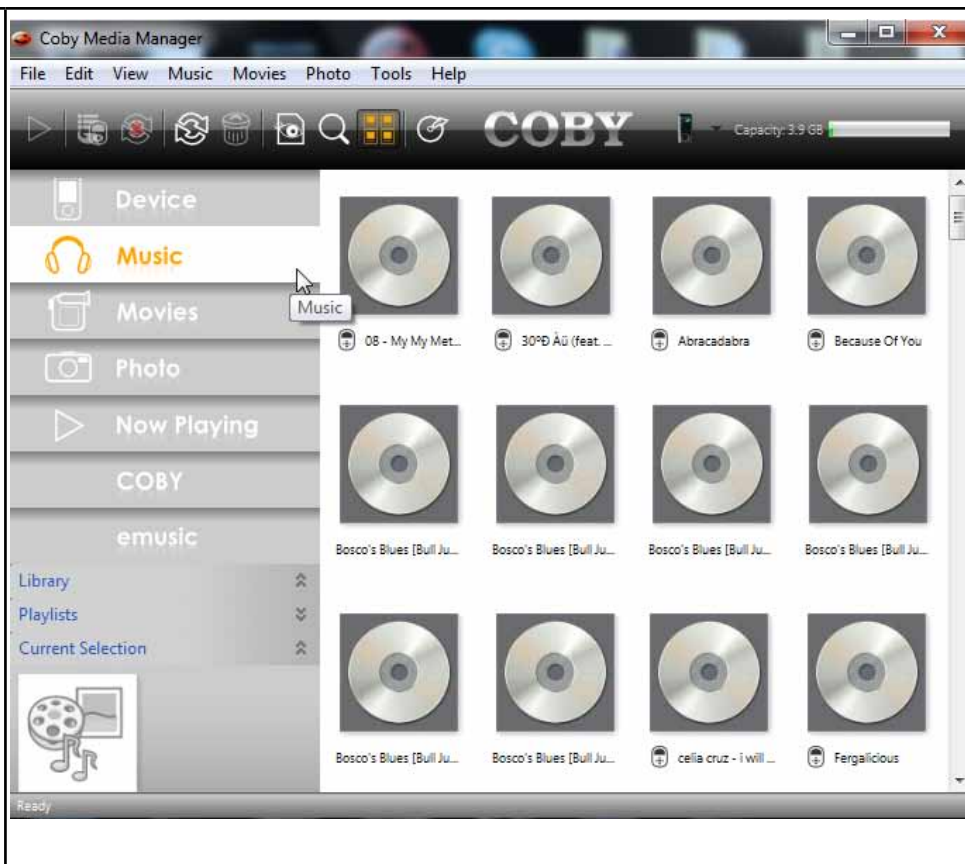 Coby Media Manager
File Edit View Music Movies Photo Tools Help
COBY Capacity: 3.9 GB
Device
Music
Music
Movies
Photo
Now Playing
COBY
emusic
Library
Playlists
Current Selection
08 - My My Met... 30ºÐ Àü (feat. ... Abracadabra Because Of You
Bosco's Blues [Bull Ju... Bosco's Blues [Bull Ju... Bosco's Blues [Bull Ju... Bosco's Blues [Bull Ju...
Bosco's Blues [Bull Ju... Bosco's Blues [Bull Ju... celia cruz - i will ... Fergalicious
Ready